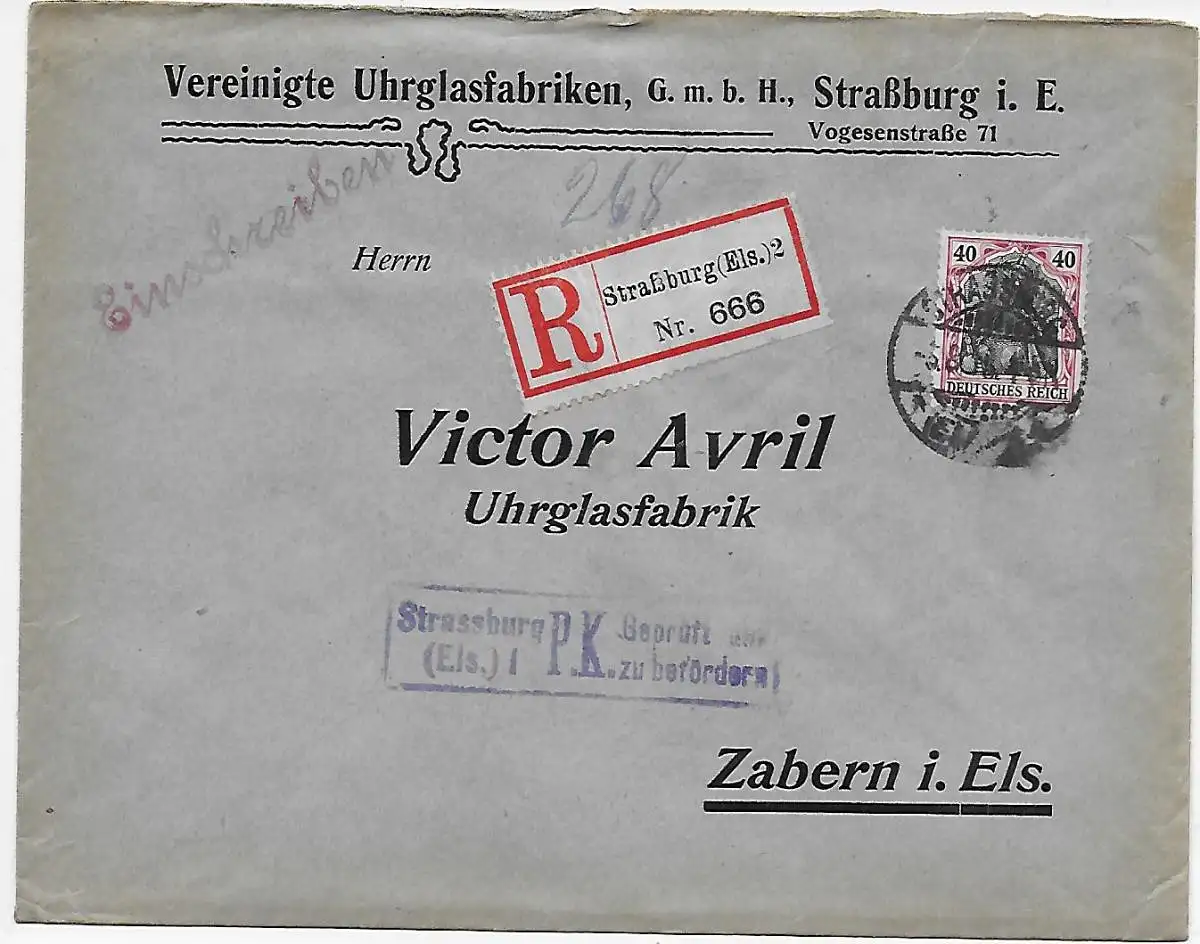 Vereinigte Uhrglasfabriken, G. m. b. H., Straßburg i. E.
Vogesenstraße 71
Einschreiben
268
Herrn
R
Straßburg (Els.) 2
Nr. 666
40 40
DEUTSCHES REICH
Victor Avril
Uhrglasfabrik
Strassburg P.K. Geprüft und
(Els.) 1 zu befördern
Zabern i. Els.